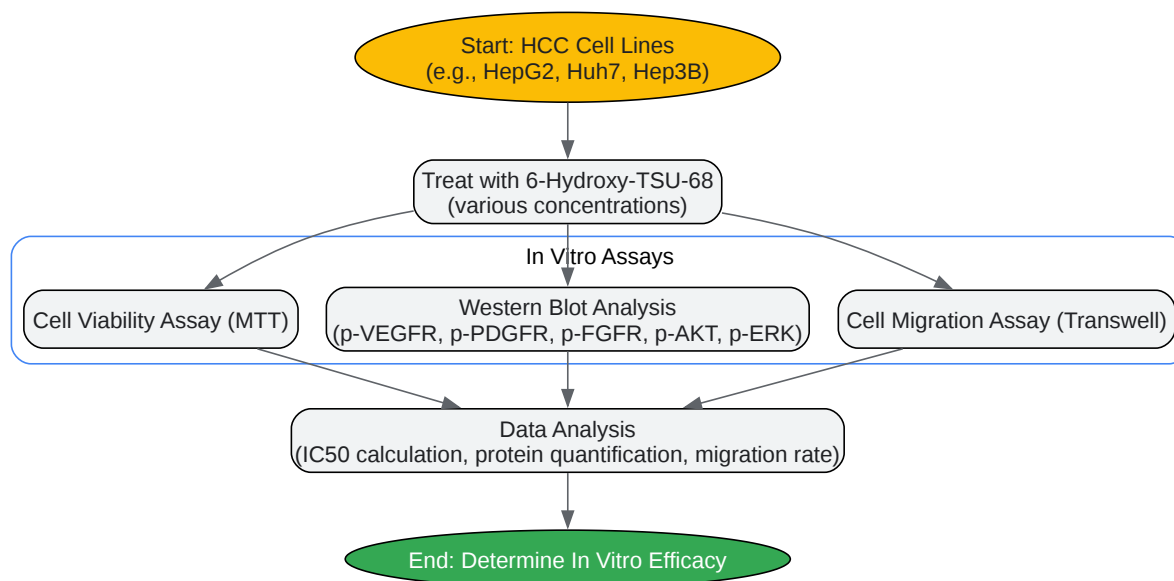 Start: HCC Cell Lines
(e.g., HepG2, Huh7, Hep3B)
Treat with 6-Hydroxy-TSU-68
(various concentrations)
In Vitro Assays
Cell Viability Assay (MTT)
Western Blot Analysis
(p-VEGFR, p-PDGFR, p-FGFR, p-AKT, p-ERK)
Cell Migration Assay (Transwell)
Data Analysis
(IC50 calculation, protein quantification, migration rate)
End: Determine In Vitro Efficacy